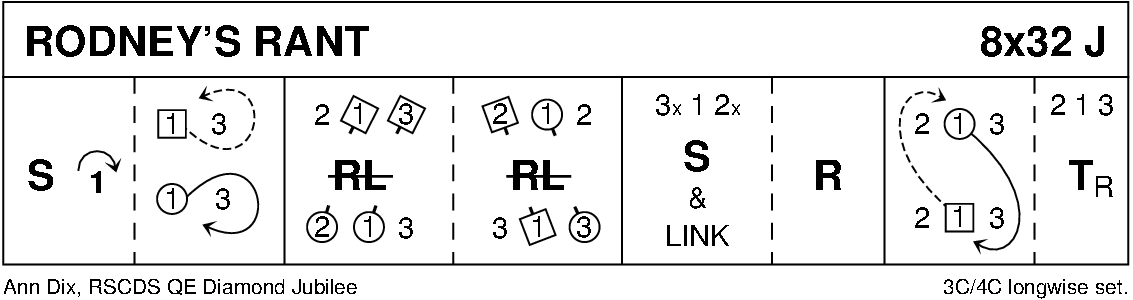 RODNEY'S RANT 8x32 J
S 1
1 3
1 3
2 1 3
RL
2 1 3
2 1 2
RL
3 1 3
3x 1 2x
S
&
LINK
R
2 1 3
2 1 3
2 1 3
TR
Ann Dix, RSCDS QE Diamond Jubilee 3C/4C longwise set.